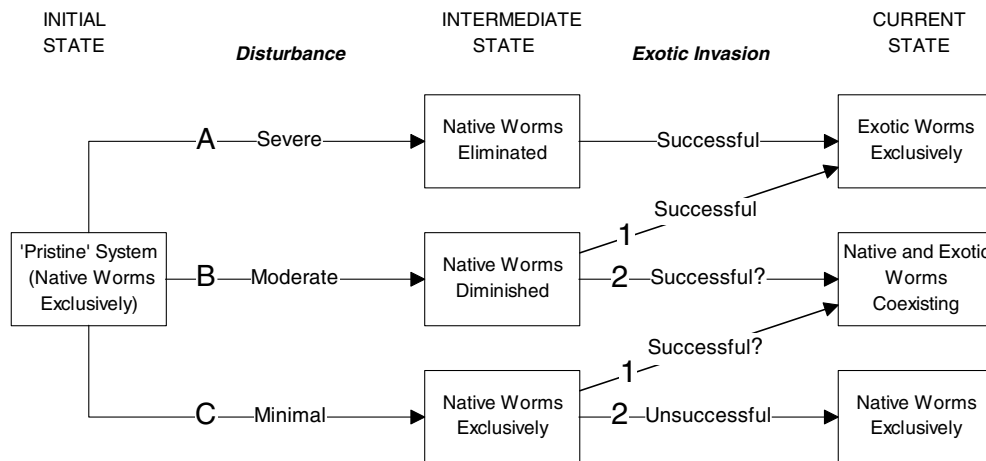 INITIAL
STATE
Disturbance
INTERMEDIATE
STATE
Exotic Invasion
CURRENT
STATE
A Severe
Native Worms
Eliminated
Successful
Exotic Worms
Exclusively
1 Successful
'Pristine' System
(Native Worms
Exclusively)
B Moderate
Native Worms
Diminished
2 Successful?
Native and Exotic
Worms
Coexisting
1 Successful?
C Minimal
Native Worms
Exclusively
2 Unsuccessful
Native Worms
Exclusively